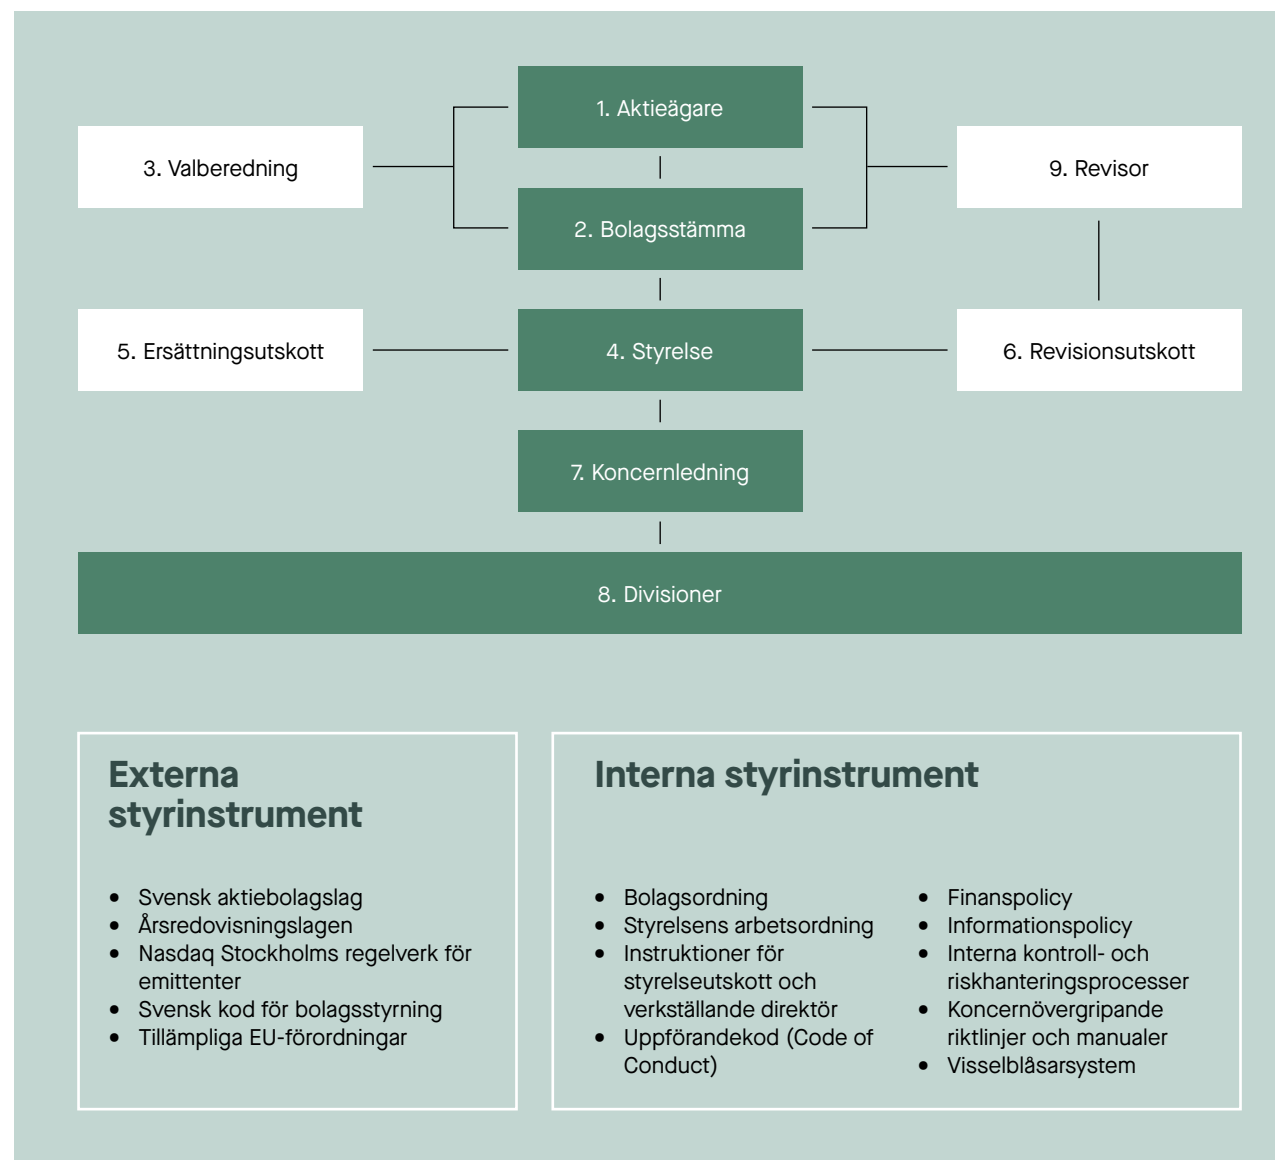 1. Aktieägare
3. Valberedning
9. Revisor
2. Bolagsstämma
5. Ersättningsutskott
4. Styrelse
6. Revisionsutskott
7. Koncernledning
8. Divisioner
Externa
styrinstrument
• Svensk aktiebolagslag
• Årsredovisningslagen
• Nasdaq Stockholms regelverk för
emittenter
• Svensk kod för bolagsstyrning
• Tillämpliga EU-förordningar
Interna styrinstrument
• Bolagsordning
• Styrelsens arbetsordning
• Instruktioner för
styrelseutskott och
verkställande direktör
• Uppförandekod (Code of
Conduct)
• Finanspolicy
• Informationspolicy
• Interna kontroll- och
riskhanteringsprocesser
• Koncernövergripande
riktlinjer och manualer
• Visselblåsarsystem